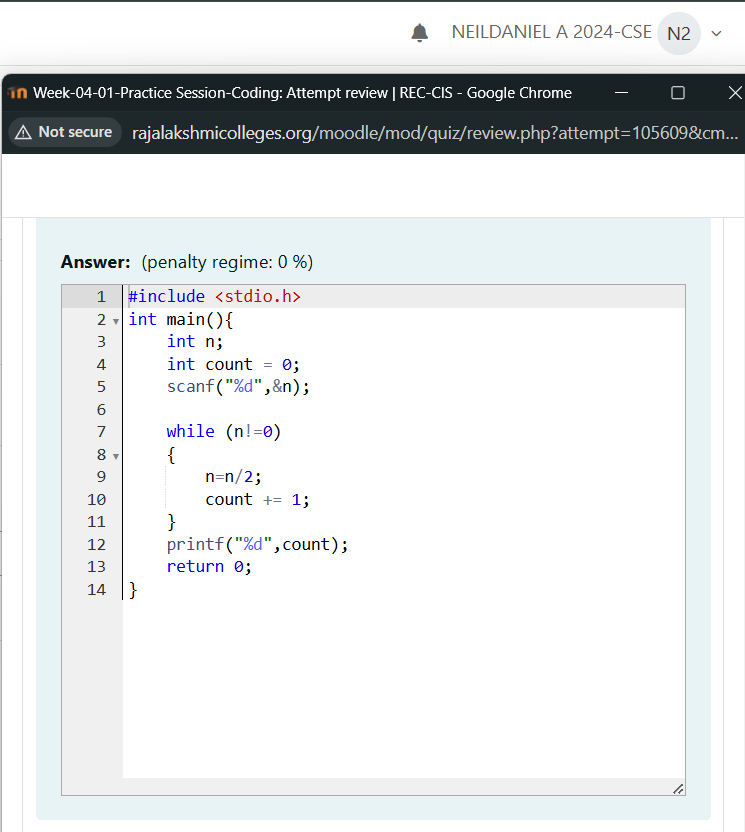 NEILDANIEL A 2024-CSE N2
m Week-04-01-Practice Session-Coding: Attempt review | REC-CIS - Google Chrome
Not secure rajalakshmicolleges.org/moodle/mod/quiz/review.php?attempt=105609&cm...
Answer: (penalty regime: 0 %)
1 #include <stdio.h>
2 int main(){
3 int n;
4 int count = 0;
5 scanf("%d",&n);
6
7 while (n!=0)
8 {
9 n=n/2;
10 count += 1;
11 }
12 printf("%d",count);
13 return 0;
14 }